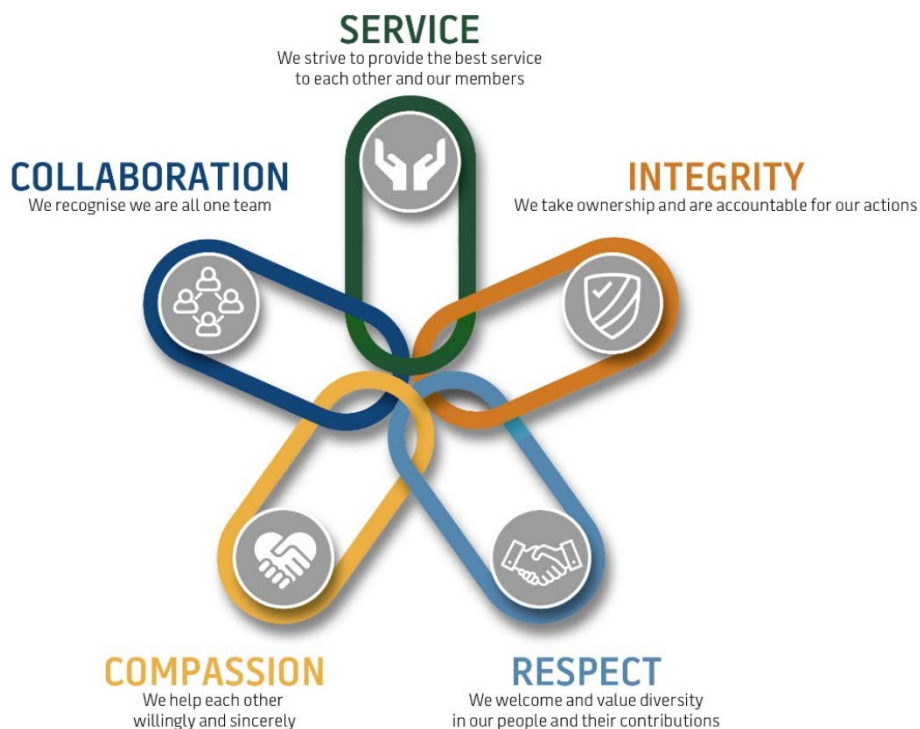 SERVICE
We strive to provide the best service
to each other and our members
COLLABORATION
We recognise we are all one team
INTEGRITY
We take ownership and are accountable for our actions
COMPASSION
We help each other
willingly and sincerely
RESPECT
We welcome and value diversity
in our people and their contributions